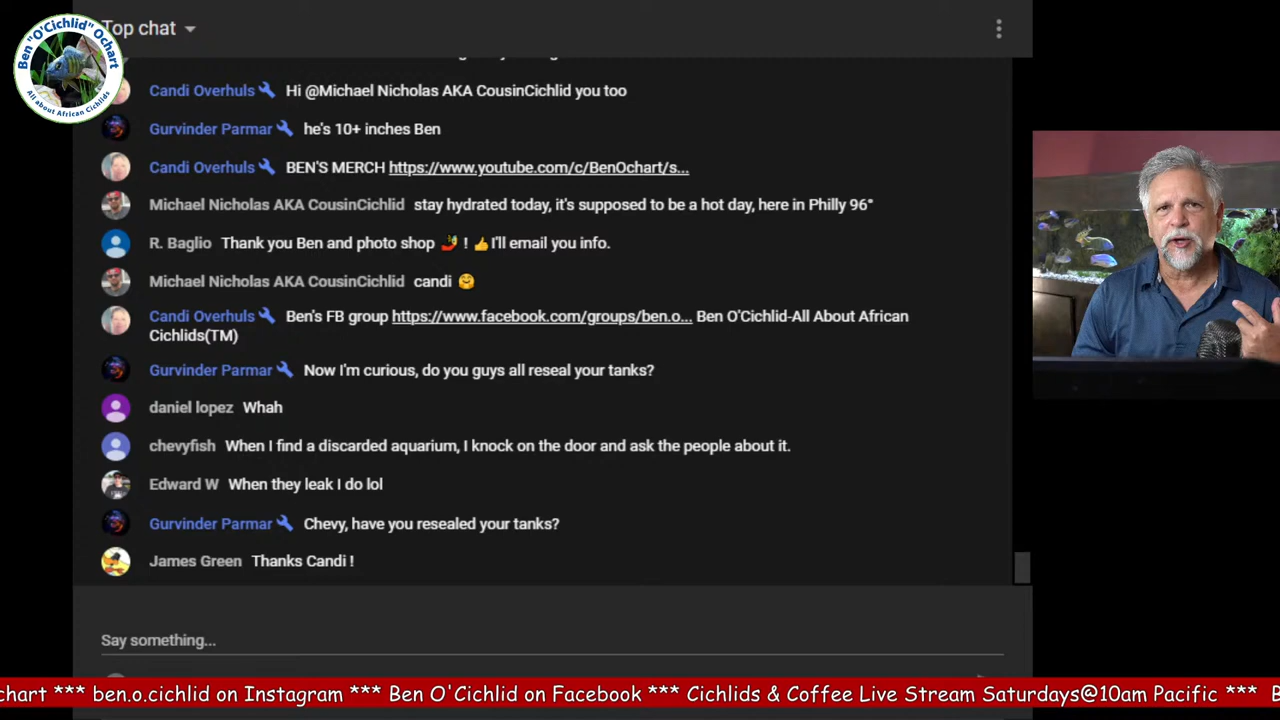 Ben "O'Cichlid" Ochart
All about African Cichlids
Top chat
Candi Overhuls Hi @Michael Nicholas AKA CousinCichlid you too
Gurvinder Parmar he's 10+ inches Ben
Candi Overhuls BEN'S MERCH https://www.youtube.com/c/BenOchart/s...
Michael Nicholas AKA CousinCichlid stay hydrated today, it's supposed to be a hot day, here in Philly 96°
R. Baglio Thank you Ben and photo shop 🌶️ ! 👍I'll email you info.
Michael Nicholas AKA CousinCichlid candi 🤗
Candi Overhuls Ben's FB group https://www.facebook.com/groups/ben.o... Ben O'Cichlid-All About African
Cichlids(TM)
Gurvinder Parmar Now I'm curious, do you guys all reseal your tanks?
daniel lopez Whah
chevyfish When I find a discarded aquarium, I knock on the door and ask the people about it.
Edward W When they leak I do lol
Gurvinder Parmar Chevy, have you resealed your tanks?
James Green Thanks Candi !
Say something...
chart *** ben.o.cichlid on Instagram *** Ben O'Cichlid on Facebook *** Cichlids & Coffee Live Stream Saturdays@10am Pacific *** B